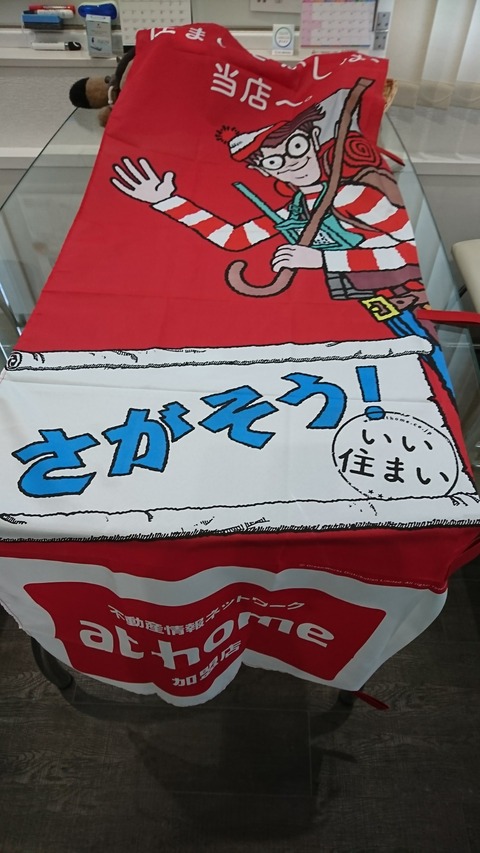 当店へ
さがそう!
いい
住まい
不動産情報ネットワーク
at home
加盟店